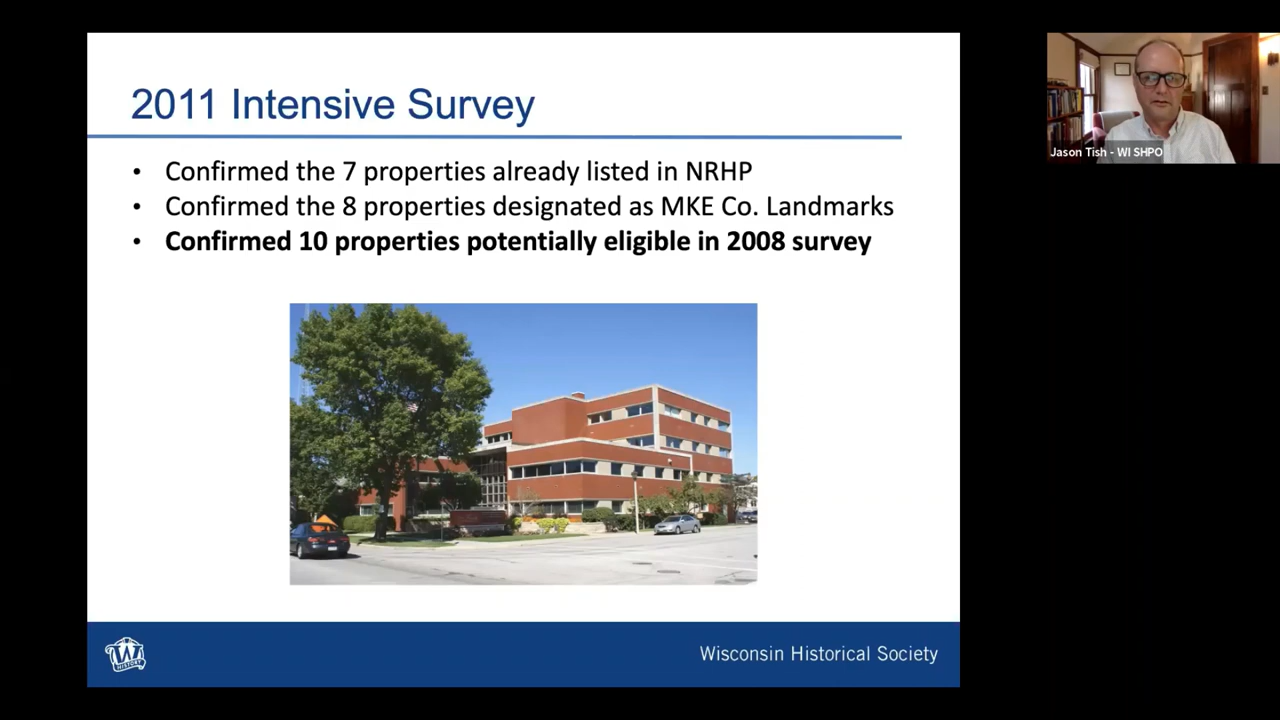 2011 Intensive Survey
• Confirmed the 7 properties already listed in NRHP
• Confirmed the 8 properties designated as MKE Co. Landmarks
• Confirmed 10 properties potentially eligible in 2008 survey
W
HISTORY
Wisconsin Historical Society
Jason Tish - WI SHPO